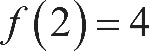 f(2) = 4